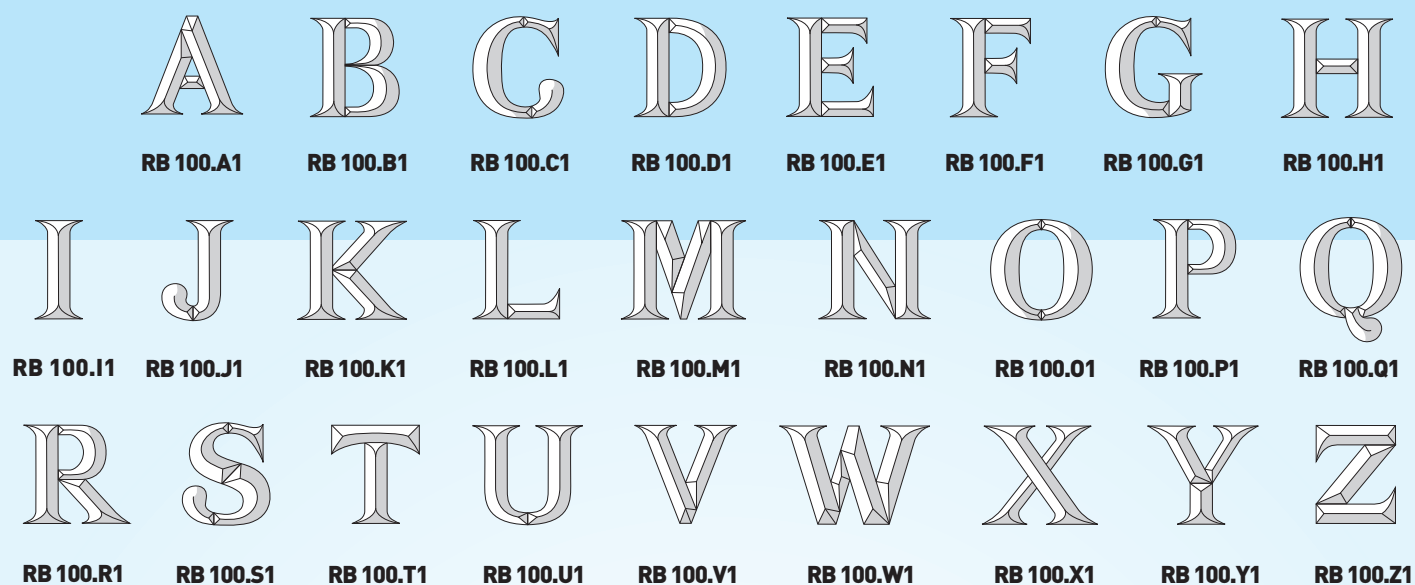 A B C D E F G H
RB 100.A1 RB 100.B1 RB 100.C1 RB 100.D1 RB 100.E1 RB 100.F1 RB 100.G1 RB 100.H1
I J K L M N O P Q
RB 100.I1 RB 100.J1 RB 100.K1 RB 100.L1 RB 100.M1 RB 100.N1 RB 100.O1 RB 100.P1 RB 100.Q1
R S T U V W X Y Z
RB 100.R1 RB 100.S1 RB 100.T1 RB 100.U1 RB 100.V1 RB 100.W1 RB 100.X1 RB 100.Y1 RB 100.Z1